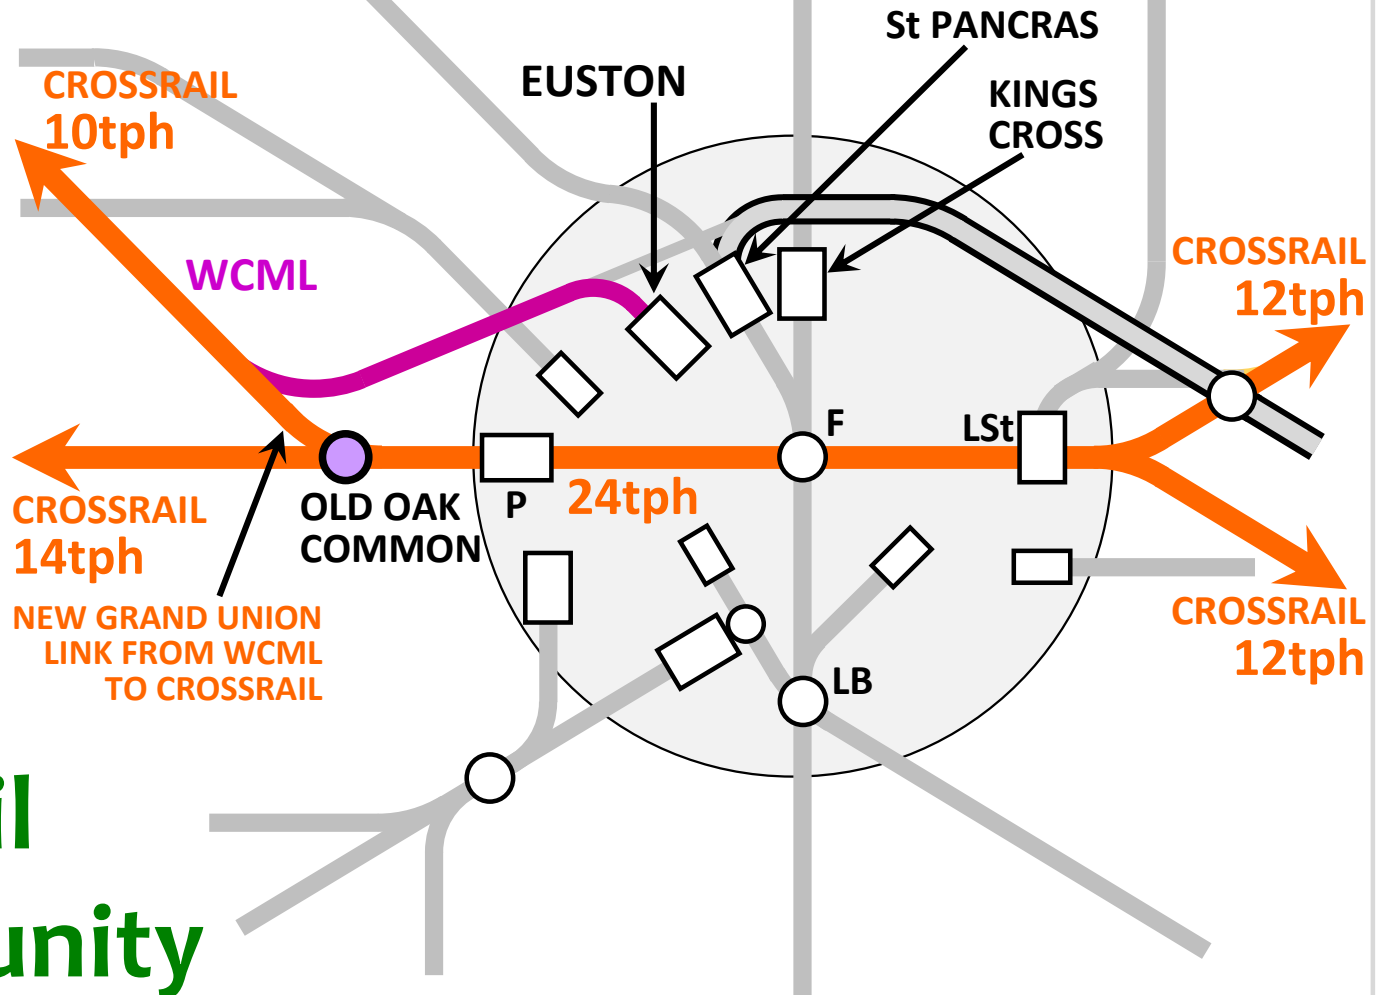 St PANCRAS
EUSTON
KINGS
CROSS
CROSSRAIL
10tph
WCML
CROSSRAIL
12tph
F
LSt
OLD OAK
COMMON
P
24tph
CROSSRAIL
14tph
NEW GRAND UNION
LINK FROM WCML
TO CROSSRAIL
CROSSRAIL
12tph
LB
il
unity